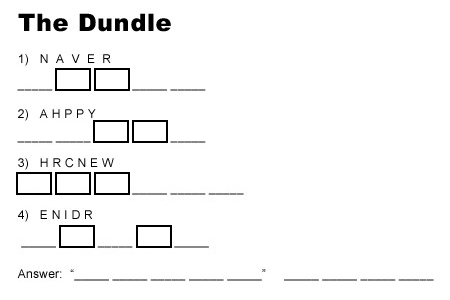 The Dundle
1) N A V E R
2) A H P P Y
3) H R C N E W
4) E N I D R
Answer: "_____ _____ _____ _____ _____" _____ _____ _____ _____